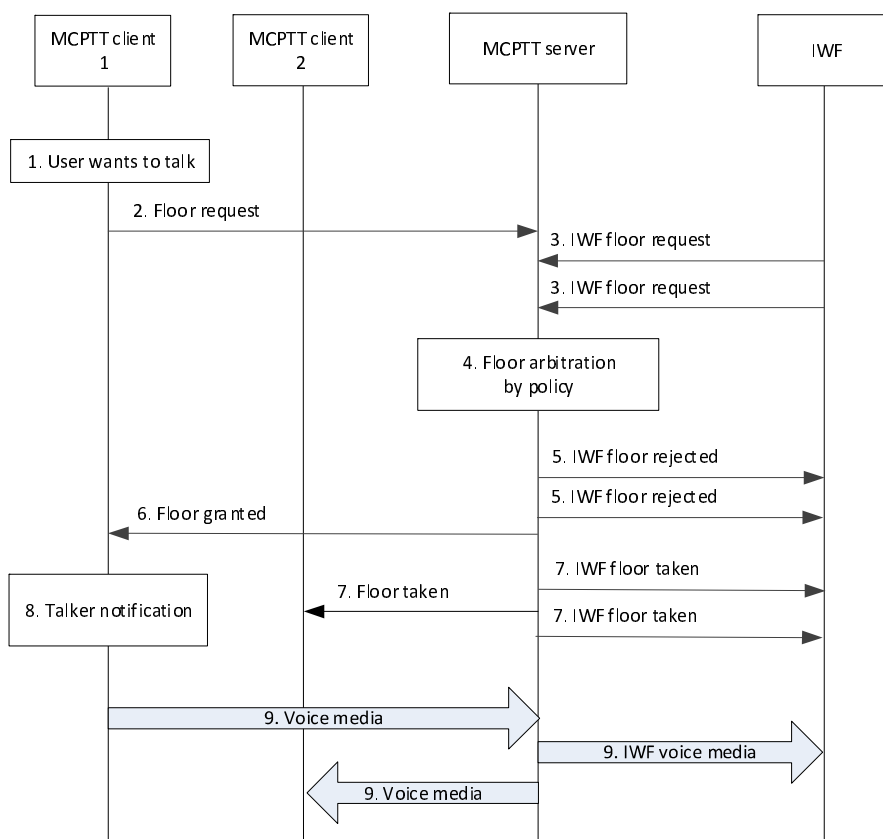 MCPTT client
1
MCPTT client
2
MCPTT server
IWF
1. User wants to talk
2. Floor request
3. IWF floor request
3. IWF floor request
4. Floor arbitration
by policy
5. IWF floor rejected
5. IWF floor rejected
6. Floor granted
7. IWF floor taken
7. Floor taken
8. Talker notification
7. IWF floor taken
9. Voice media
9. IWF voice media
9. Voice media